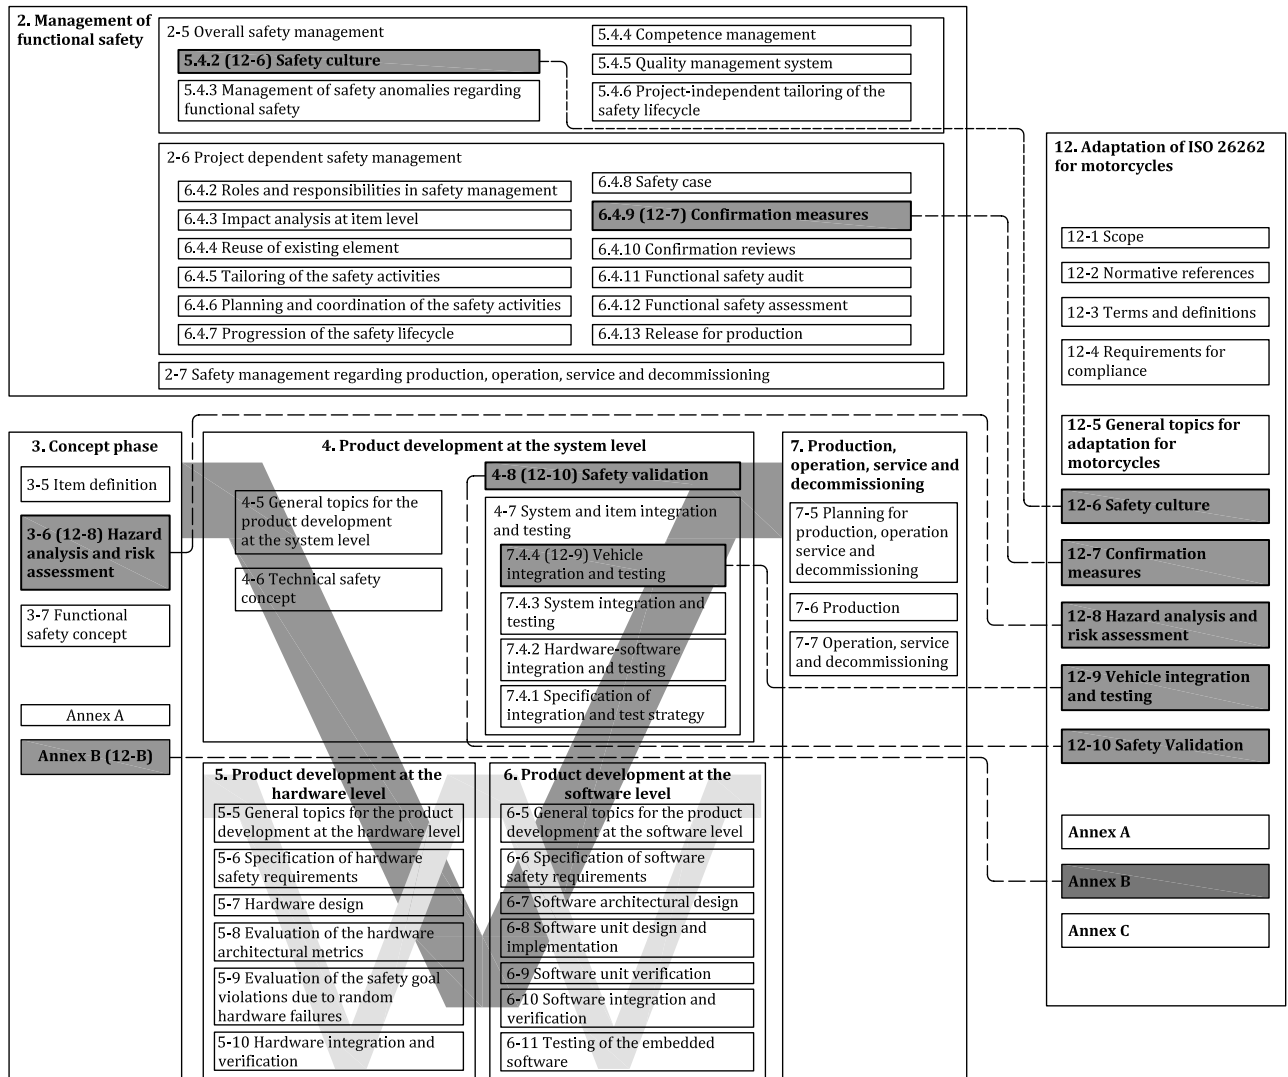 2. Management of
functional safety
2-5 Overall safety management
5.4.2 (12-6) Safety culture
5.4.3 Management of safety anomalies regarding
functional safety
5.4.4 Competence management
5.4.5 Quality management system
5.4.6 Project-independent tailoring of the
safety lifecycle
2-6 Project dependent safety management
6.4.2 Roles and responsibilities in safety management
6.4.3 Impact analysis at item level
6.4.4 Reuse of existing element
6.4.5 Tailoring of the safety activities
6.4.6 Planning and coordination of the safety activities
6.4.7 Progression of the safety lifecycle
6.4.8 Safety case
6.4.9 (12-7) Confirmation measures
6.4.10 Confirmation reviews
6.4.11 Functional safety audit
6.4.12 Functional safety assessment
6.4.13 Release for production
2-7 Safety management regarding production, operation, service and decommissioning
3. Concept phase
3-5 Item definition
3-6 (12-8) Hazard
analysis and risk
assessment
3-7 Functional
safety concept
Annex A
Annex B (12-B)
4. Product development at the system level
4-5 General topics for the
product development
at the system level
4-6 Technical safety
concept
4-8 (12-10) Safety validation
4-7 System and item integration
and testing
7.4.4 (12-9) Vehicle
integration and testing
7.4.3 System integration and
testing
7.4.2 Hardware-software
integration and testing
7.4.1 Specification of
integration and test strategy
7. Production,
operation, service and
decommissioning
7-5 Planning for
production, operation
service and
decommissioning
7-6 Production
7-7 Operation, service
and decommissioning
5. Product development at the
hardware level
5-5 General topics for the product
development at the hardware level
5-6 Specification of hardware
safety requirements
5-7 Hardware design
5-8 Evaluation of the hardware
architectural metrics
5-9 Evaluation of the safety goal
violations due to random
hardware failures
5-10 Hardware integration and
verification
6. Product development at the
software level
6-5 General topics for the product
development at the software level
6-6 Specification of software
safety requirements
6-7 Software architectural design
6-8 Software unit design and
implementation
6-9 Software unit verification
6-10 Software integration and
verification
6-11 Testing of the embedded
software
12. Adaptation of ISO 26262
for motorcycles
12-1 Scope
12-2 Normative references
12-3 Terms and definitions
12-4 Requirements for
compliance
12-5 General topics for
adaptation for
motorcycles
12-6 Safety culture
12-7 Confirmation
measures
12-8 Hazard analysis and
risk assessment
12-9 Vehicle integration
and testing
12-10 Safety Validation
Annex A
Annex B
Annex C